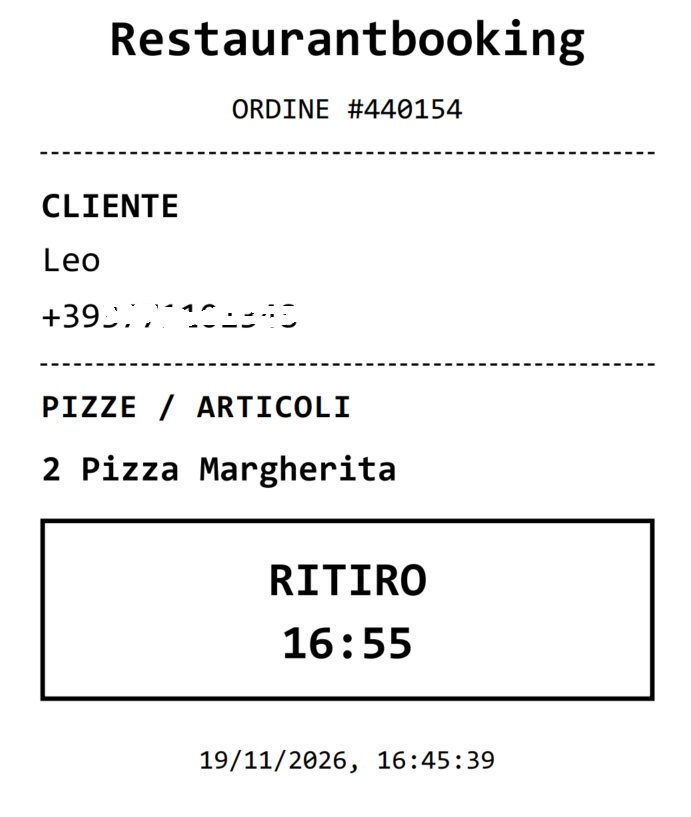 Restaurantbooking
ORDINE #440154
CLIENTE
Leo
+39
PIZZE / ARTICOLI
2 Pizza Margherita
RITIRO
16:55
19/11/2026, 16:45:39